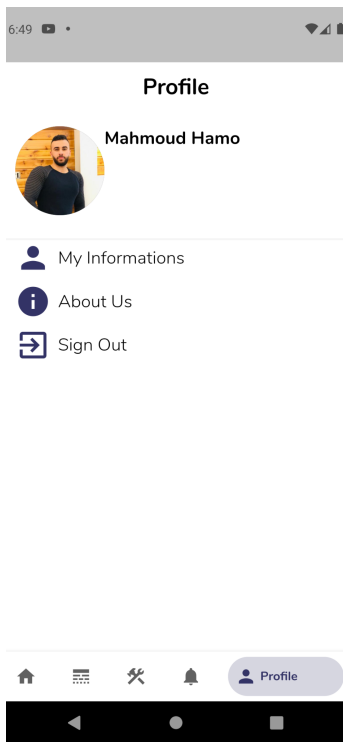 6:49
Profile
Mahmoud Hamo
My Informations
About Us
Sign Out
Profile